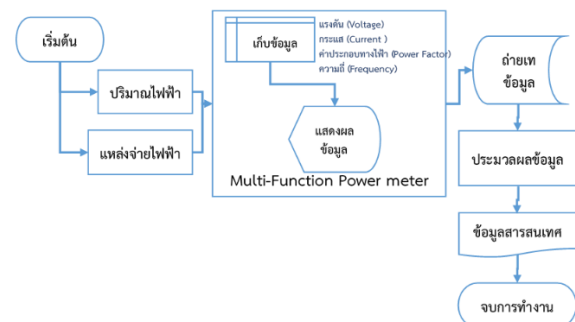 เริ่มต้น
ปริมาณไฟฟ้า
แหล่งจ่ายไฟฟ้า
เก็บข้อมูล
แรงดัน (Voltage)
กระแส (Current )
ค่าประกอบทางไฟฟ้า (Power Factor)
ความถี่ (Frequency)
แสดงผล
ข้อมูล
Multi-Function Power meter
ถ่ายเท
ข้อมูล
ประมวลผลข้อมูล
ข้อมูลสารสนเทศ
จบการทำงาน